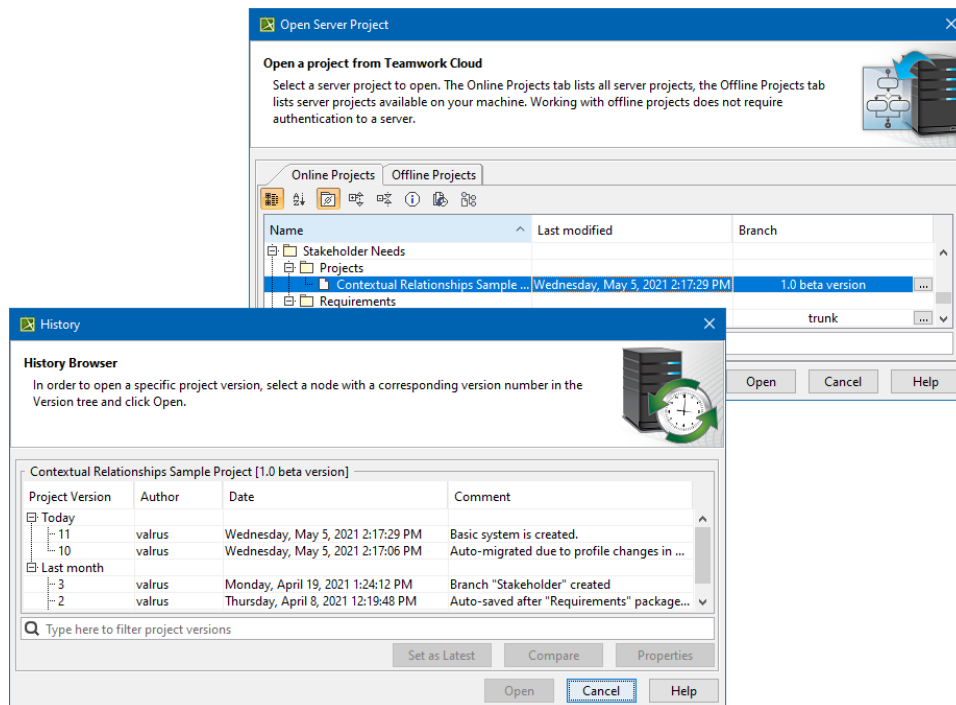 Open Server Project
Open a project from Teamwork Cloud
Select a server project to open. The Online Projects tab lists all server projects, the Offline Projects tab
lists server projects available on your machine. Working with offline projects does not require
authentication to a server.
Online Projects Offline Projects
Name Last modified Branch
Stakeholder Needs
Projects
Contextual Relationships Sample ... Wednesday, May 5, 2021 2:17:29 PM 1.0 beta version ...
Requirements
trunk ...
Open Cancel Help
History
History Browser
In order to open a specific project version, select a node with a corresponding version number in the
Version tree and click Open.
Contextual Relationships Sample Project [1.0 beta version]
Project Version Author Date Comment
Today
11 valrus Wednesday, May 5, 2021 2:17:29 PM Basic system is created.
10 valrus Wednesday, May 5, 2021 2:17:06 PM Auto-migrated due to profile changes in ...
Last month
3 valrus Monday, April 19, 2021 1:24:12 PM Branch "Stakeholder" created
2 valrus Thursday, April 8, 2021 12:19:48 PM Auto-saved after "Requirements" package...
Type here to filter project versions
Set as Latest Compare Properties
Open Cancel Help